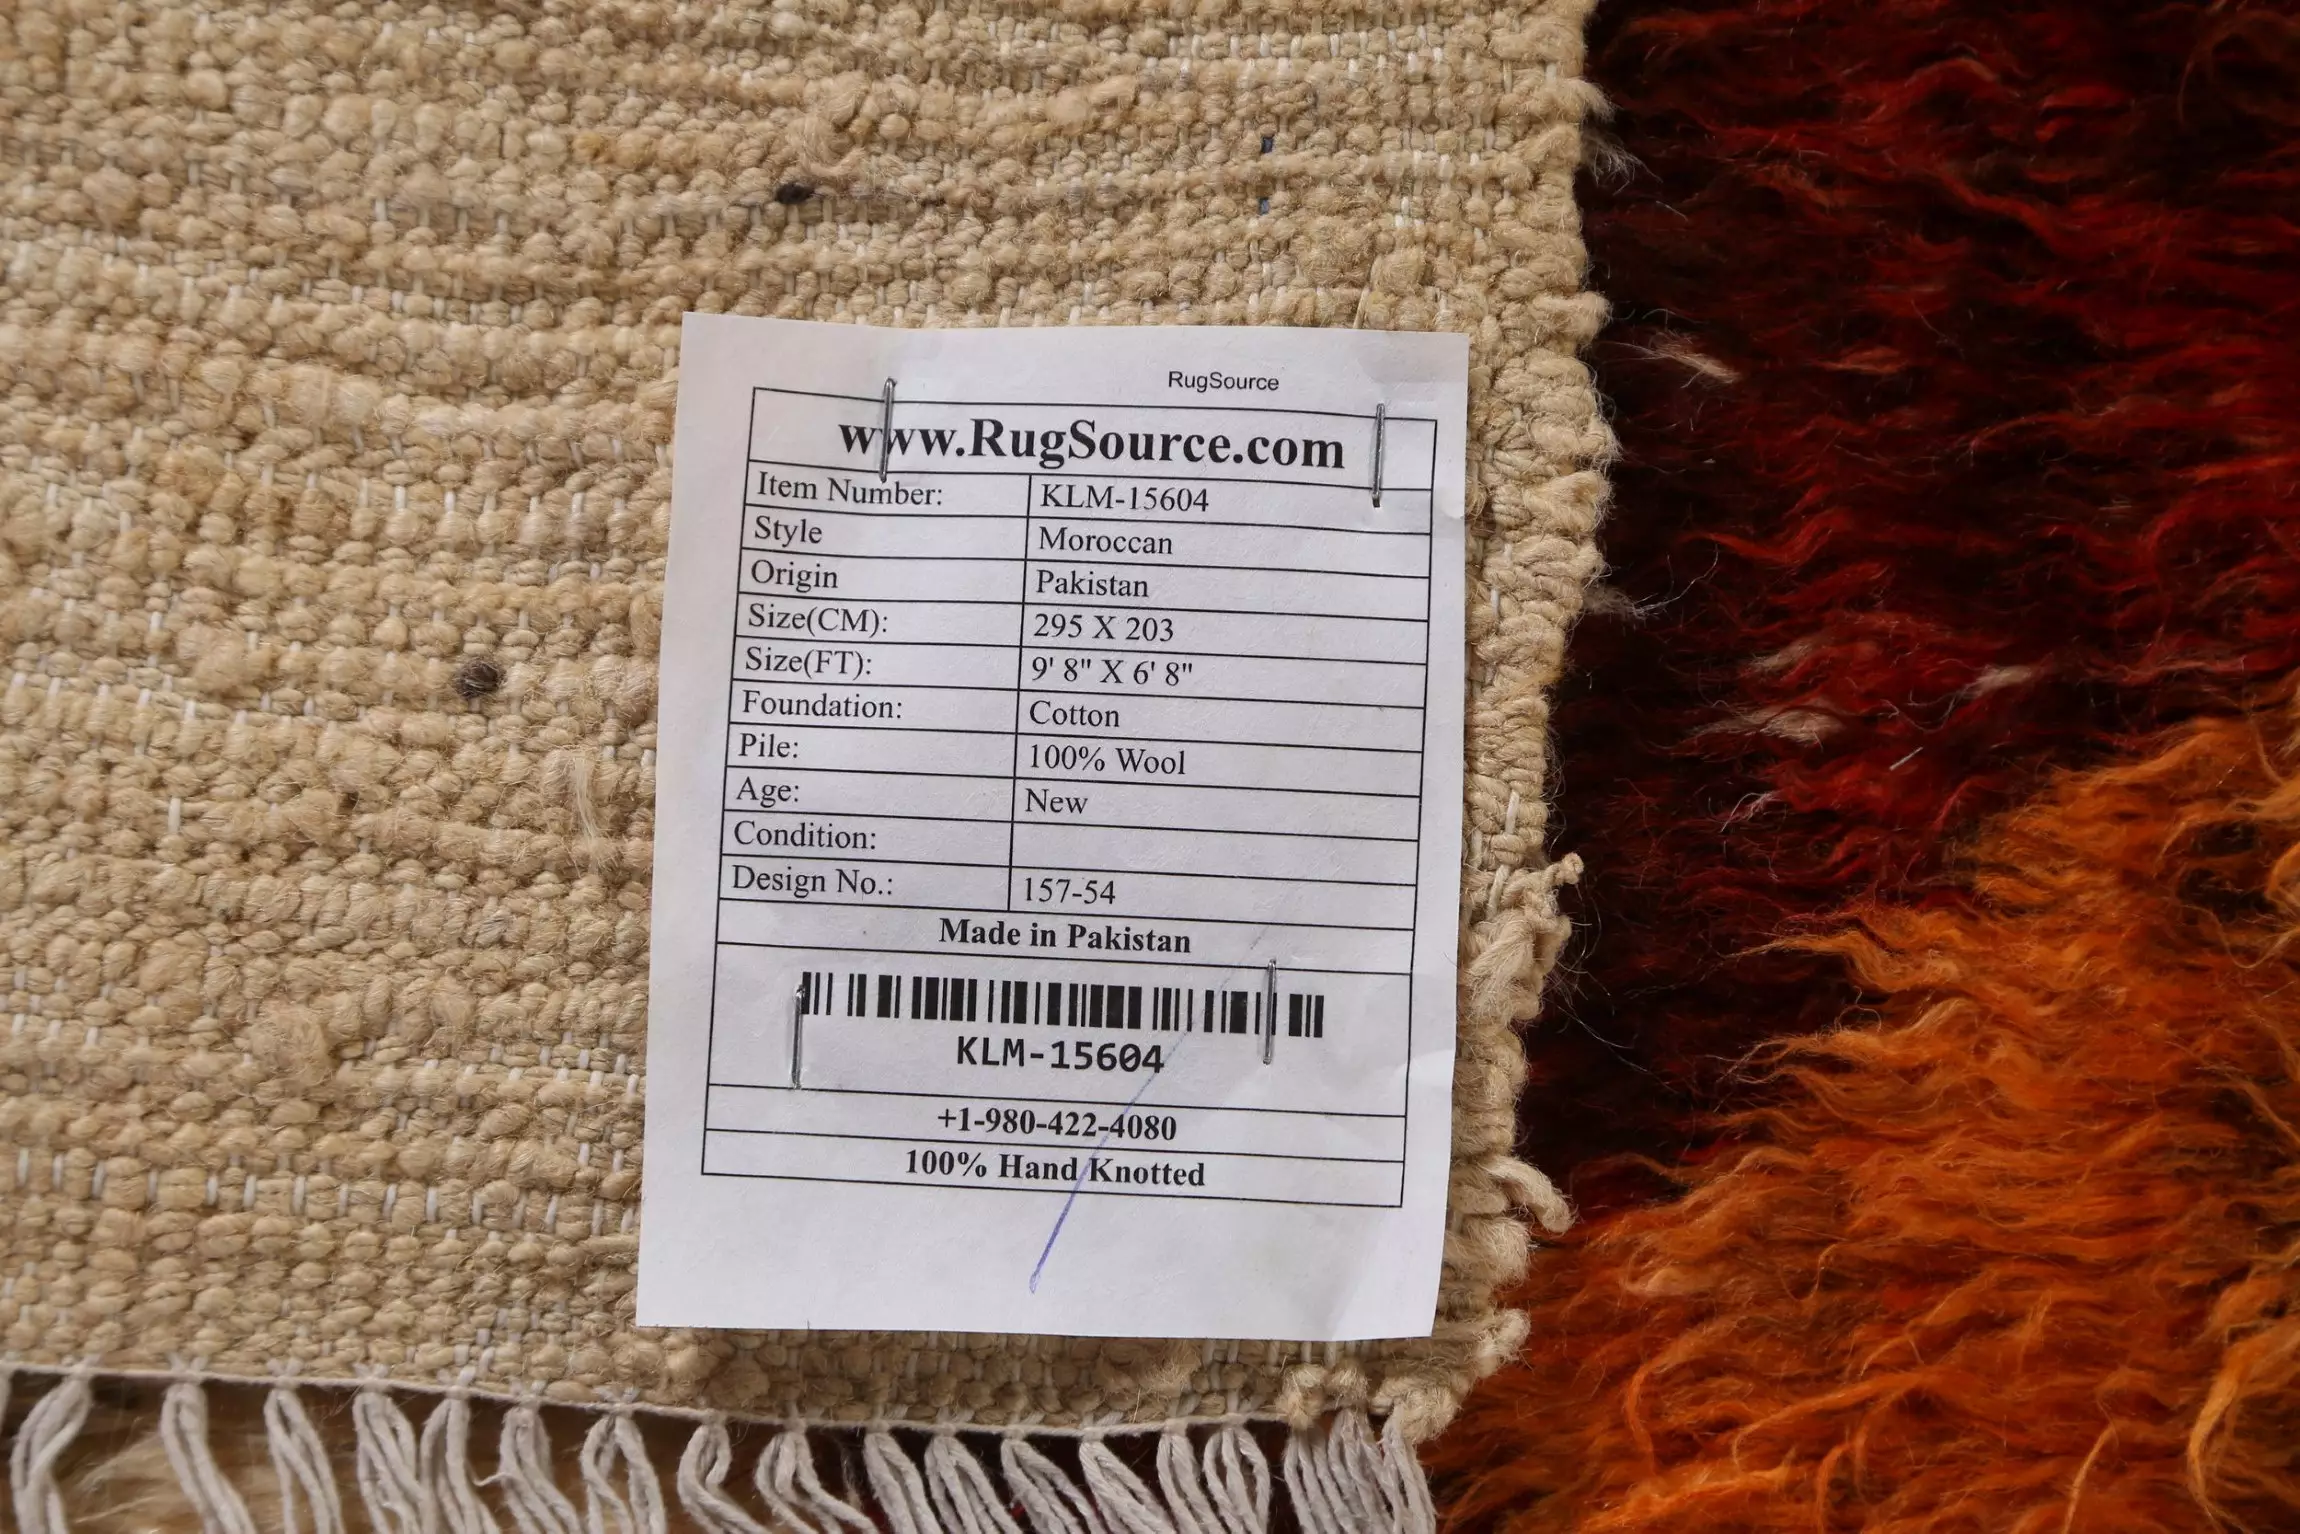 RugSource
www.RugSource.com
Item Number: KLM-15604
Style Moroccan
Origin Pakistan
Size(CM): 295 X 203
Size(FT): 9' 8" X 6' 8"
Foundation: Cotton
Pile: 100% Wool
Age: New
Condition:
Design No.: 157-54
Made in Pakistan
KLM-15604
+1-980-422-4080
100% Hand Knotted